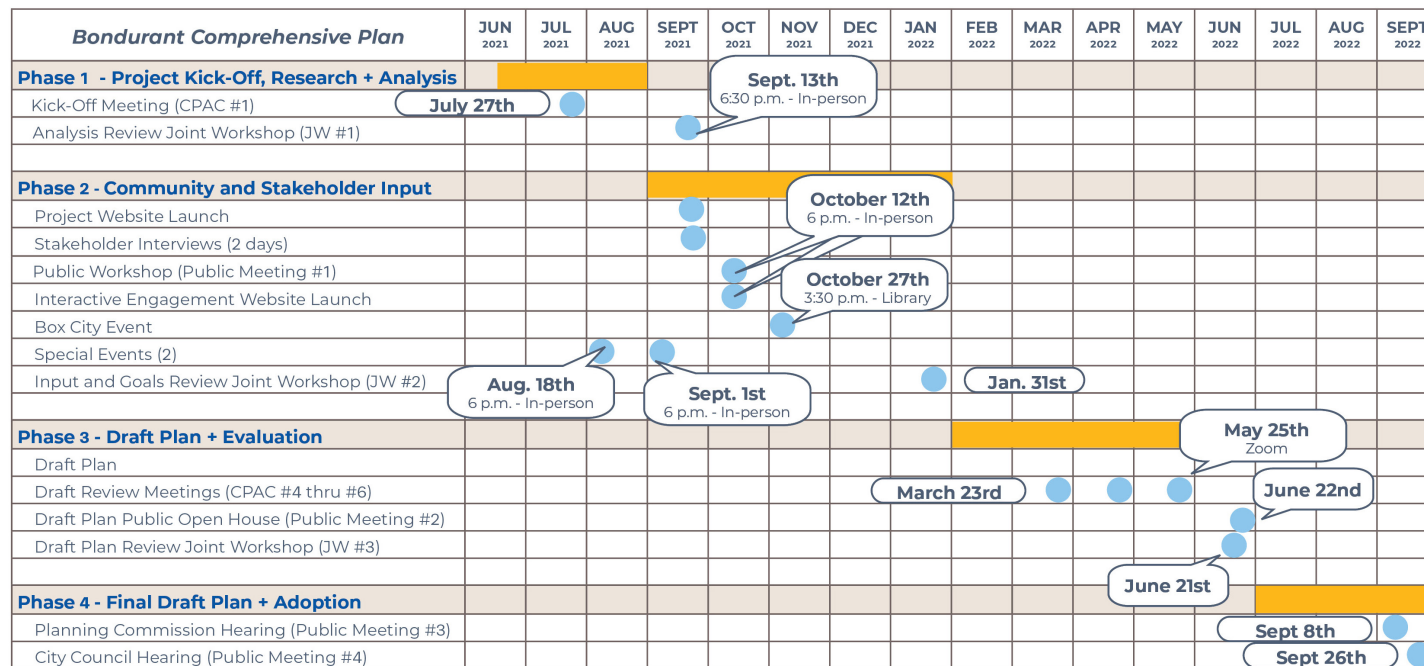 Bondurant Comprehensive Plan
JUN
2021
JUL
2021
AUG
2021
SEPT
2021
OCT
2021
NOV
2021
DEC
2021
JAN
2022
FEB
2022
MAR
2022
APR
2022
MAY
2022
JUN
2022
JUL
2022
AUG
2022
SEPT
2022
Phase 1 - Project Kick-Off, Research + Analysis
Sept. 13th
6:30 p.m. - In-person
Kick-Off Meeting (CPAC #1)
July 27th
Analysis Review Joint Workshop (JW #1)
Phase 2 - Community and Stakeholder Input
October 12th
6 p.m. - In-person
Project Website Launch
Stakeholder Interviews (2 days)
Public Workshop (Public Meeting #1)
October 27th
3:30 p.m. - Library
Interactive Engagement Website Launch
Box City Event
Special Events (2)
Input and Goals Review Joint Workshop (JW #2)
Aug. 18th
6 p.m. - In-person
Sept. 1st
6 p.m. - In-person
Jan. 31st
Phase 3 - Draft Plan + Evaluation
May 25th
Zoom
Draft Plan
Draft Review Meetings (CPAC #4 thru #6)
March 23rd
June 22nd
Draft Plan Public Open House (Public Meeting #2)
Draft Plan Review Joint Workshop (JW #3)
June 21st
Phase 4 - Final Draft Plan + Adoption
Planning Commission Hearing (Public Meeting #3)
Sept 8th
City Council Hearing (Public Meeting #4)
Sept 26th